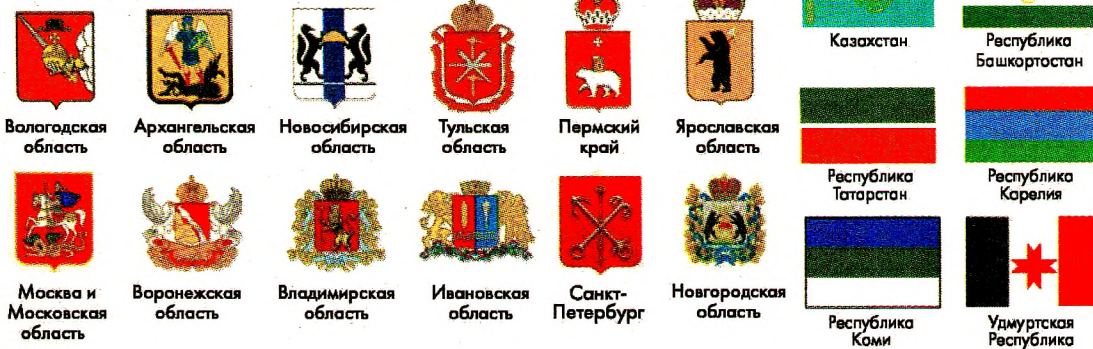 Казахстан
Республика
Башкортостан
Вологодская
область
Архангельская
область
Новосибирская
область
Тульская
область
Пермский
край
Ярославская
область
Республика
Татарстан
Республика
Карелия
Москва и
Московская
область
Воронежская
область
Владимирская
область
Ивановская
область
Санкт-
Петербург
Новгородская
область
Республика
Коми
Удмуртская
Республика